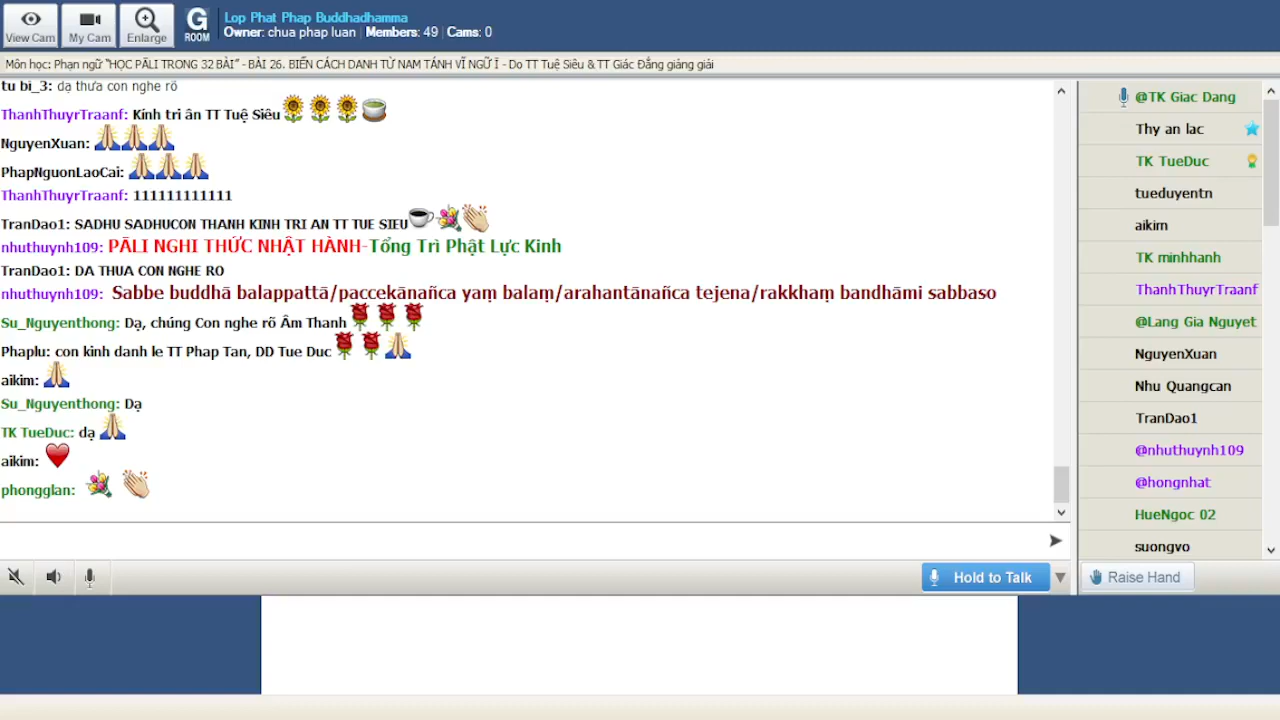 View Cam
My Cam
Enlarge
G
ROOM
Lop Phat Phap Buddhadhamma
Owner: chua phap luan | Members: 49 | Cams: 0
Môn học: Phạn ngữ "HỌC PĀLI TRONG 32 BÀI" - BÀI 26. BIẾN CÁCH DANH TỪ NAM TÁNH VĨ NGỮ Ī - Do TT Tuệ Siêu & TT Giác Đẳng giảng giải
tu bi_3: dạ thưa con nghe rõ
ThanhThuyrTraanf: Kính tri ân TT Tuệ Siêu
NguyenXuan:
PhapNguonLaoCai:
ThanhThuyrTraanf: 111111111111
TranDao1: SADHU SADHUCON THANH KINH TRI AN TT TUE SIEU
nhuthuynh109: PĀLI NGHI THỨC NHẬT HÀNH-Tổng Trì Phật Lực Kinh
TranDao1: DA THUA CON NGHE RO
nhuthuynh109: Sabbe buddhā balappattā/paccekānañca yaṃ balaṃ/arahantānañca tejena/rakkhaṃ bandhāmi sabbaso
Su_Nguyenthong: Dạ, chúng Con nghe rõ Âm Thanh
Phaplu: con kinh danh le TT Phap Tan, DD Tue Duc
aikim:
Su_Nguyenthong: Dạ
TK TueDuc: dạ
aikim:
phongglan:
@TK Giac Dang
Thy an lac
TK TueDuc
tueduyentn
aikim
TK minhhanh
ThanhThuyrTraanf
@Lang Gia Nguyet
NguyenXuan
Nhu Quangcan
TranDao1
@nhuthuynh109
@hongnhat
HueNgoc 02
suongvo
Hold to Talk
Raise Hand